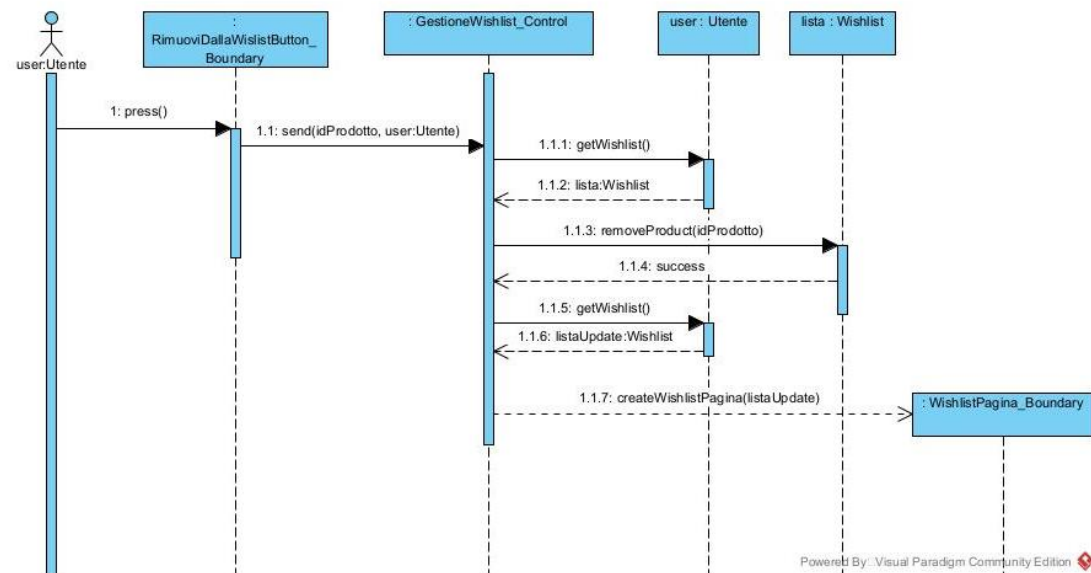 user:Utente
:
RimuoviDallaWislistButton_
Boundary
: GestioneWishlist_Control
user : Utente
lista : Wishlist
1: press()
1.1: send(idProdotto, user:Utente)
1.1.1: getWishlist()
1.1.2: lista:Wishlist
1.1.3: removeProduct(idProdotto)
1.1.4: success
1.1.5: getWishlist()
1.1.6: listaUpdate:Wishlist
1.1.7: createWishlistPagina(listaUpdate)
: WishlistPagina_Boundary
Powered By Visual Paradigm Community Edition